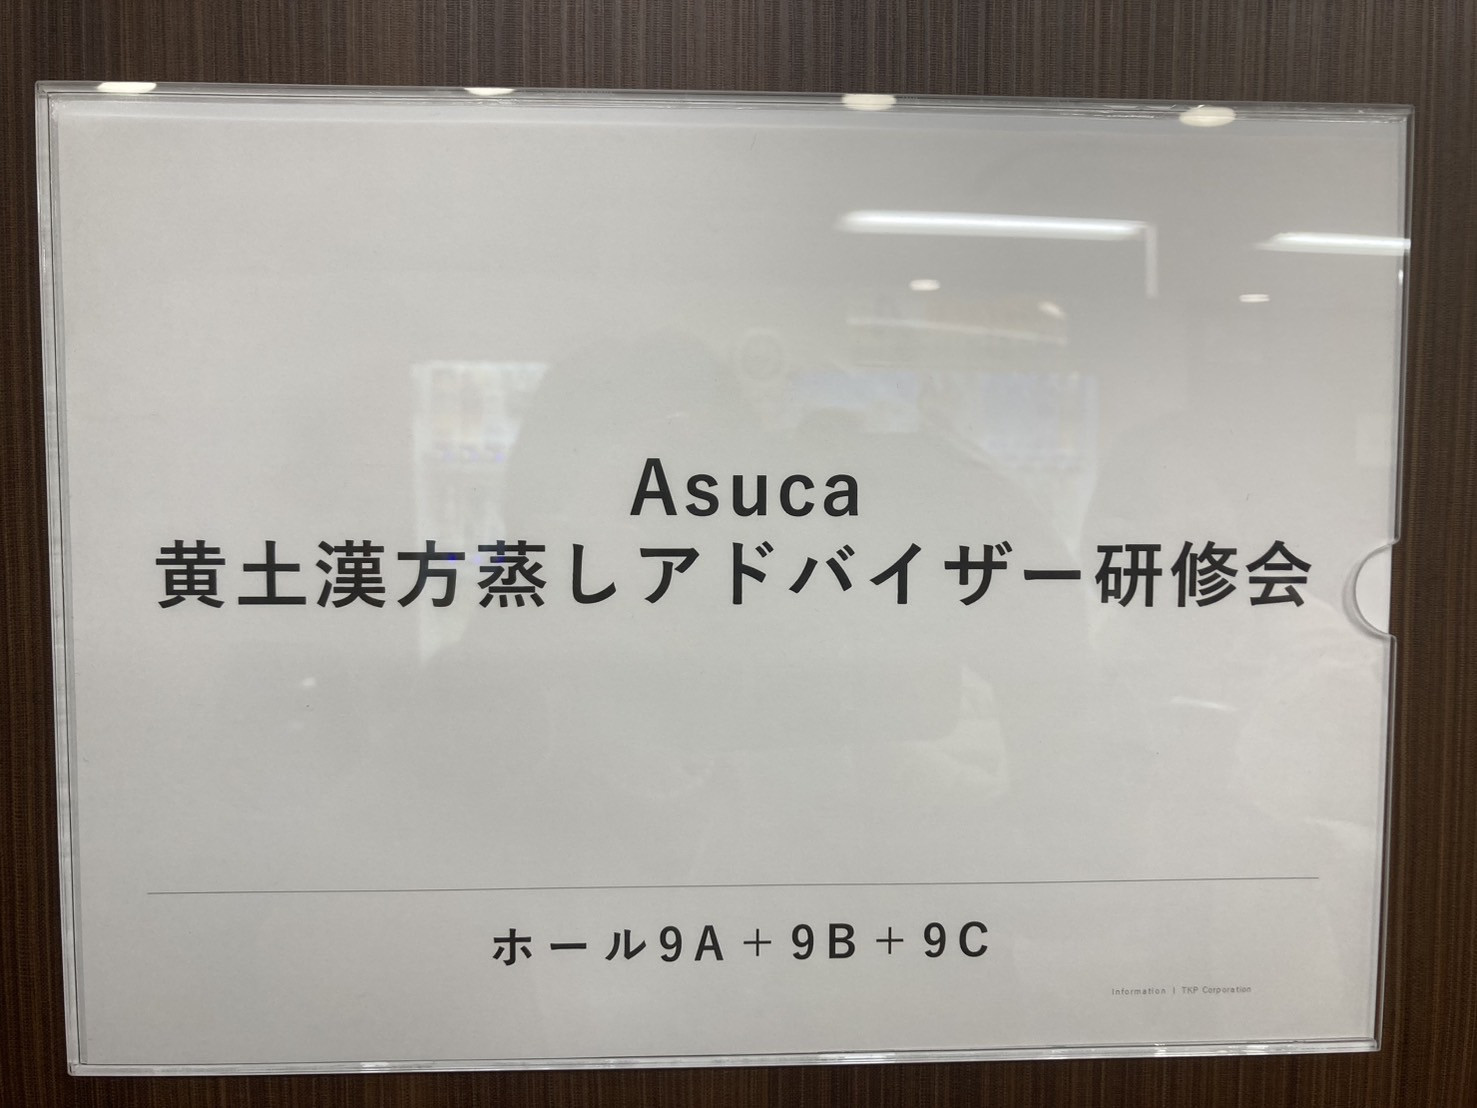 Asuca
黄土漢方蒸しアドバイザー研修会
ホール9A＋9B＋9C
Information | TKP Corporation